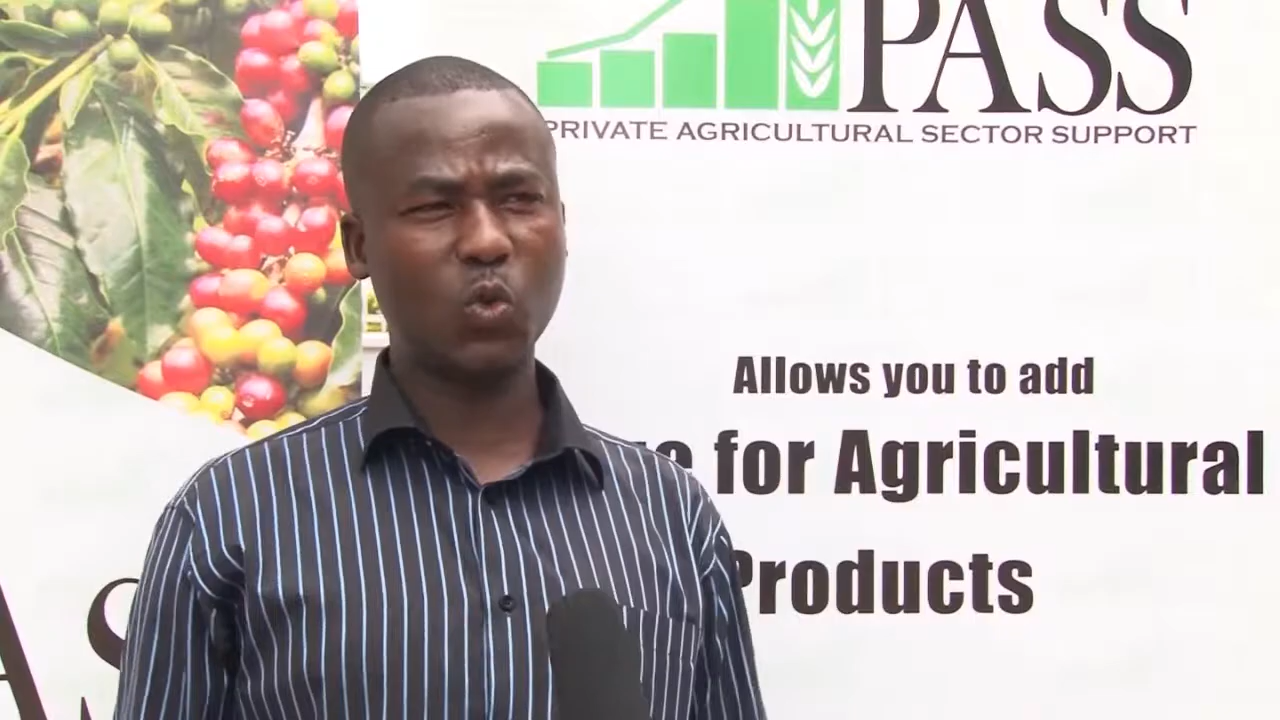 PASS
PRIVATE AGRICULTURAL SECTOR SUPPORT
Allows you to add
for Agricultural
Products